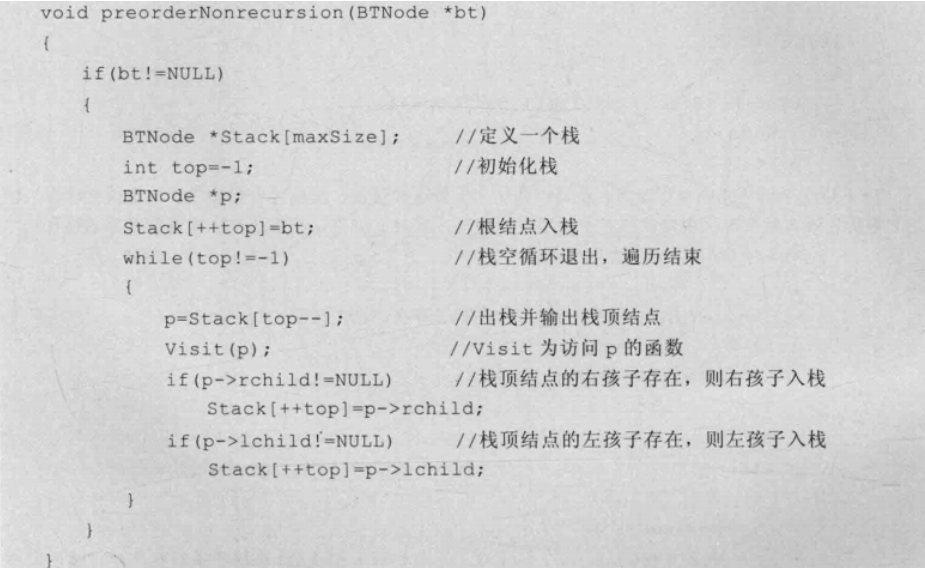 void preorderNonrecursion(BTNode *bt)
{
if(bt!=NULL)
{
BTNode *Stack[maxSize]; //定义一个栈
int top=-1; //初始化栈
BTNode *p;
Stack[++top]=bt; //根结点入栈
while(top!=-1) //栈空循环退出，遍历结束
{
p=Stack[top--]; //出栈并输出栈顶结点
Visit(p); //Visit 为访问 p 的函数
if(p->rchild!=NULL) //栈顶结点的右孩子存在，则右孩子入栈
Stack[++top]=p->rchild;
if(p->lchild!=NULL) //栈顶结点的左孩子存在，则左孩子入栈
Stack[++top]=p->lchild;
}
}
}